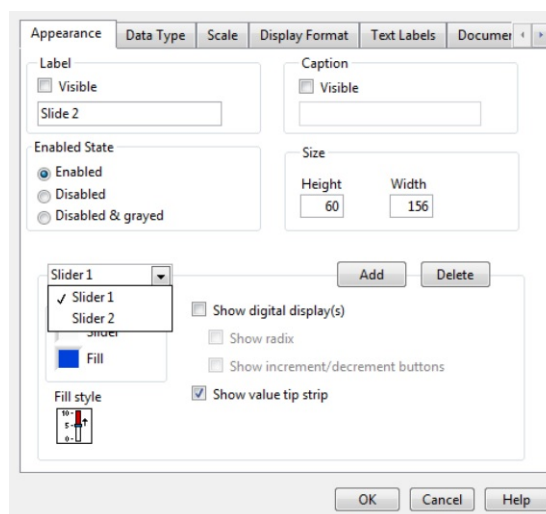 Appearance Data Type Scale Display Format Text Labels
Label
Visible
Slide 2
Caption
Visible
Enabled State
Enabled
Disabled
Disabled & grayed
Size
Height Width
60 156
Slider 1 Add Delete
✓ Slider 1
Slider 2
Slider
Fill
Fill style
10-
5-
0-
Show digital display(s)
Show radix
Show increment/decrement buttons
Show value tip strip
OK Cancel Help